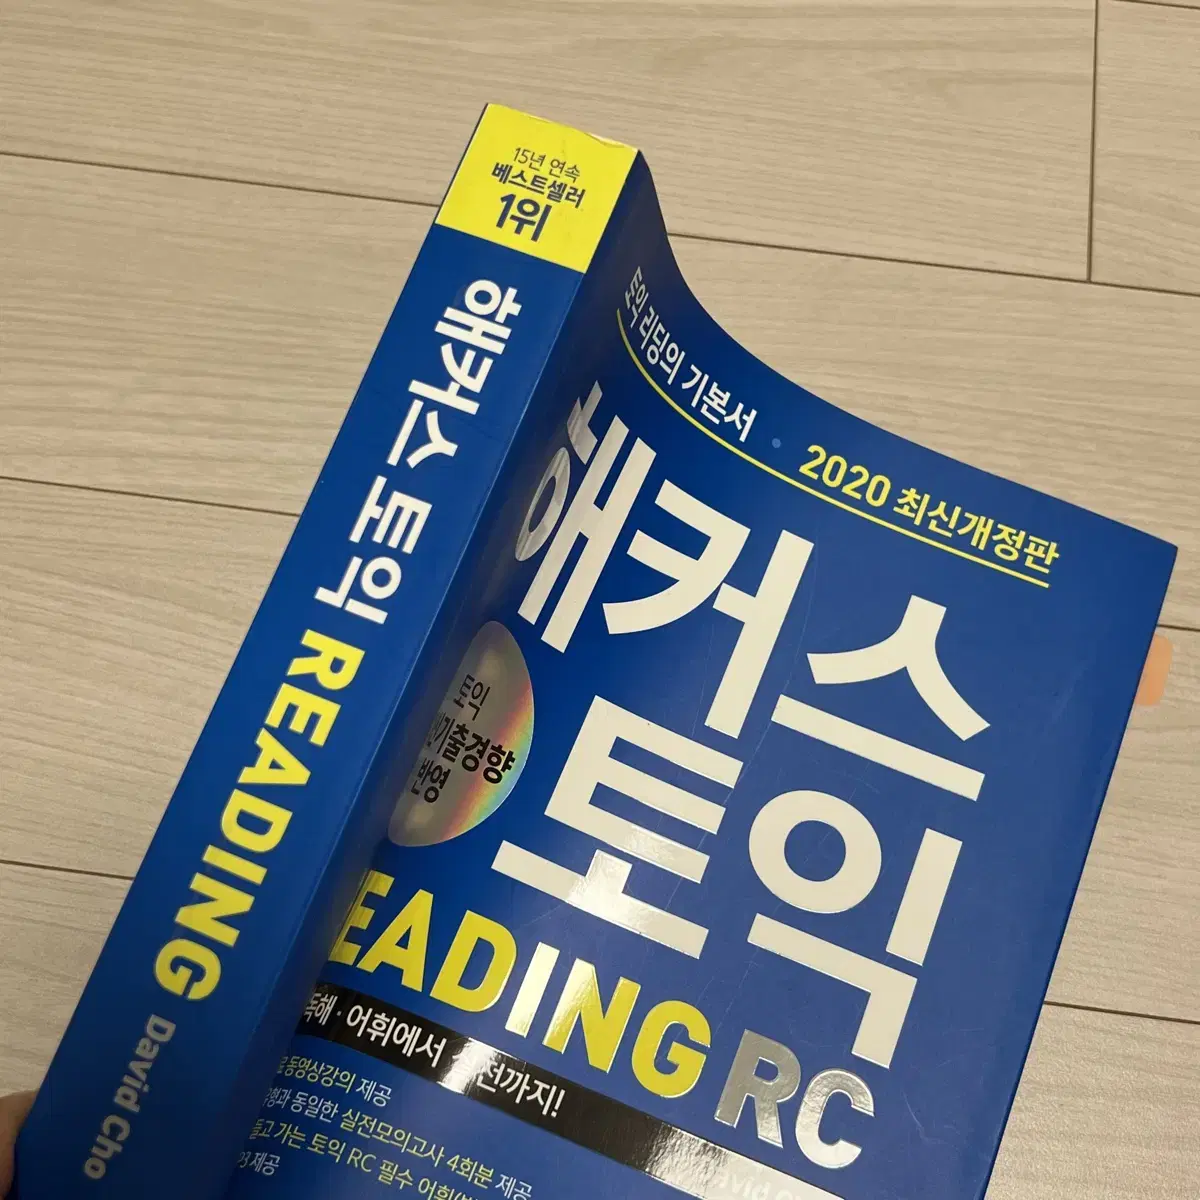 15년 연속
베스트셀러
1위
해커스 토익 READING David Cho
토익 리딩의 기본서 · 2020 최신개정판
해커스
토익
토익
기출경향
반영
EADING RC
독해 · 어휘에서 전까지!
동영상강의 제공
동일한 실전모의고사 4회분 제공
들고 가는 토익 RC 필수 어휘
제공